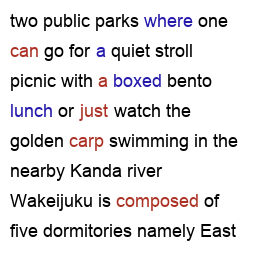 two public parks where one
can go for a quiet stroll
picnic with a boxed bento
lunch or just watch the
golden carp swimming in the
nearby Kanda river
Wakeijuku is composed of
five dormitories namely East